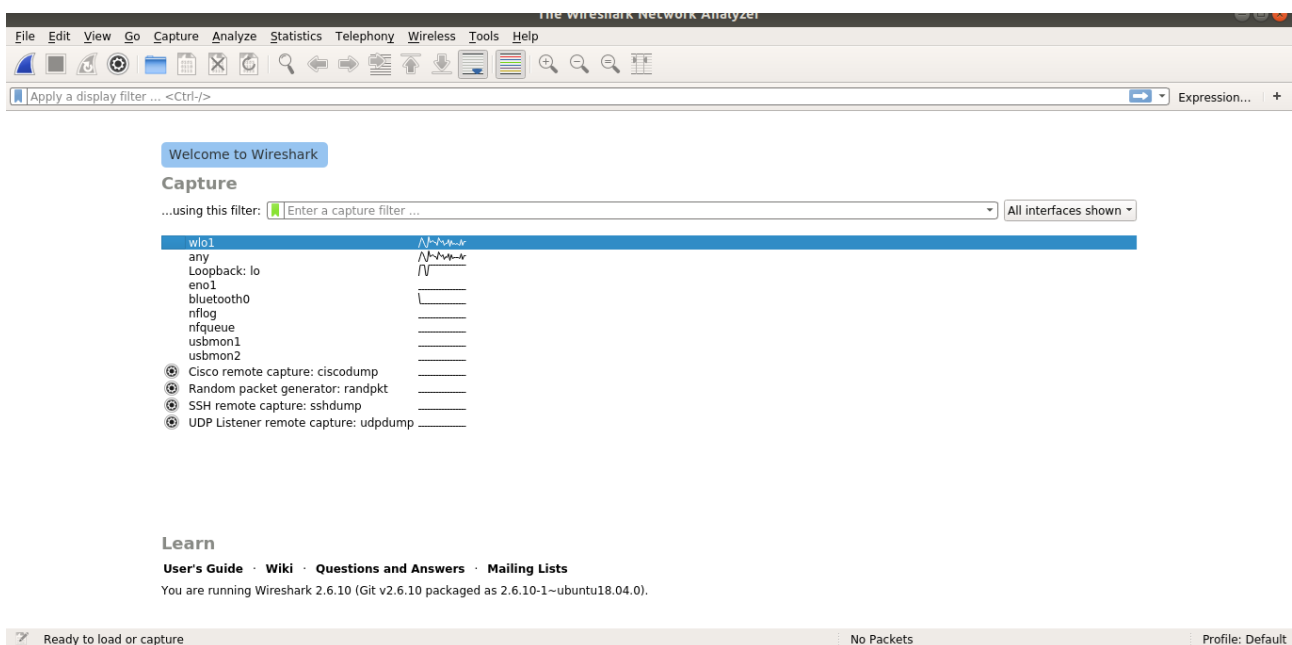 The Wireshark Network Analyzer
File Edit View Go Capture Analyze Statistics Telephony Wireless Tools Help
Apply a display filter ... <Ctrl-/> Expression... +
Welcome to Wireshark
Capture
...using this filter: Enter a capture filter ... All interfaces shown
wlo1
any
Loopback: lo
eno1
bluetooth0
nflog
nfqueue
usbmon1
usbmon2
Cisco remote capture: ciscodump
Random packet generator: randpkt
SSH remote capture: sshdump
UDP Listener remote capture: udpdump
Learn
User's Guide · Wiki · Questions and Answers · Mailing Lists
You are running Wireshark 2.6.10 (Git v2.6.10 packaged as 2.6.10-1~ubuntu18.04.0).
Ready to load or capture No Packets Profile: Default